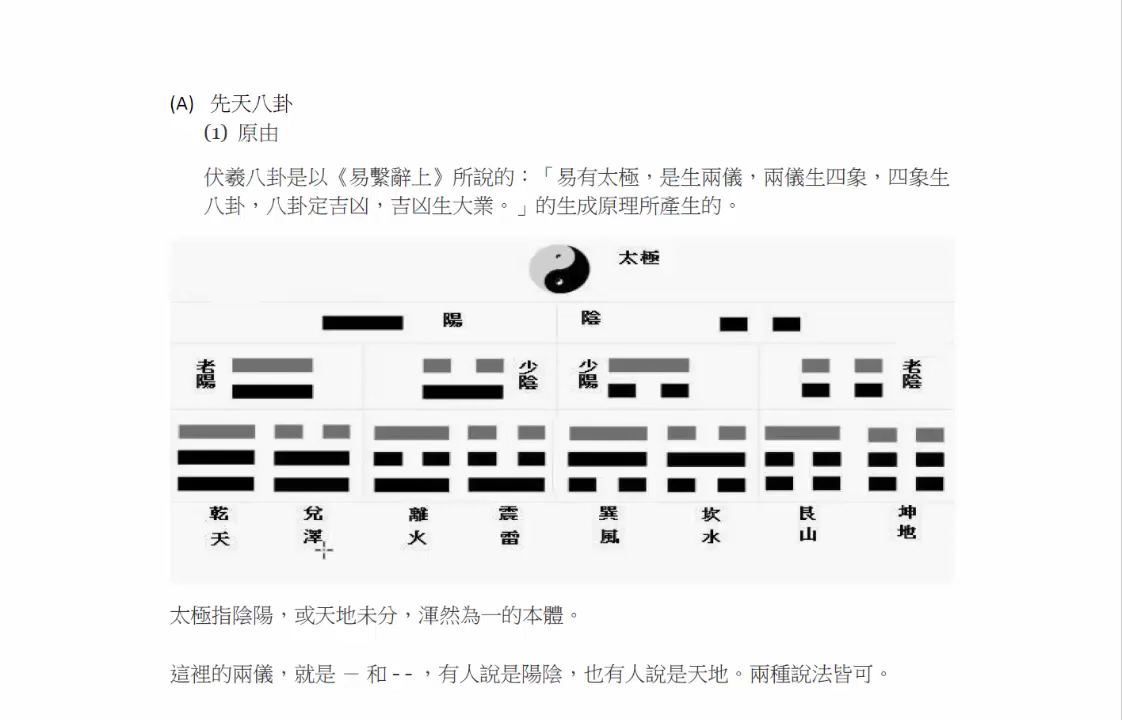 (A) 先天八卦
(1) 原由
伏羲八卦是以《易繫辭上》所說的：「易有太極，是生兩儀，兩儀生四象，四象生
八卦，八卦定吉凶，吉凶生大業。」的生成原理所產生的。
太極
陽 陰
老陽 少陰 少陽 老陰
乾 兌 離 震 巽 坎 艮 坤
天 澤 火 雷 風 水 山 地
太極指陰陽，或天地未分，渾然為一的本體。
這裡的兩儀，就是 — 和 - - ，有人說是陽陰，也有人說是天地。兩種說法皆可。